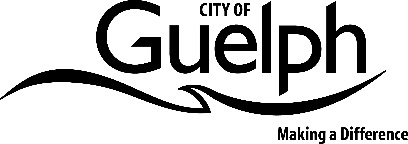 CITY OF
Guelph
Making a Difference